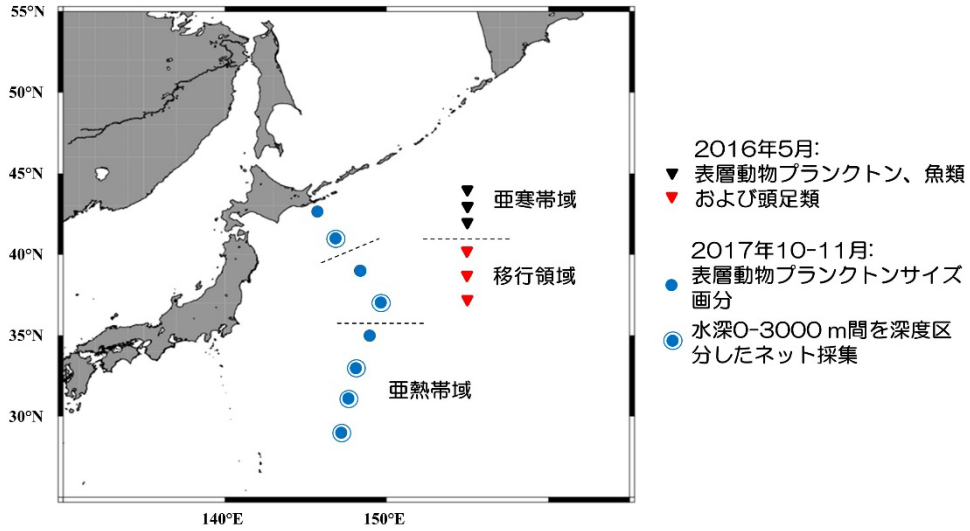 55°N
50°N
45°N
40°N
35°N
30°N
140°E
150°E
亜寒帯域
移行領域
亜熱帯域
2016年5月:
表層動物プランクトン、魚類
および頭足類
2017年10-11月:
表層動物プランクトンサイズ
画分
水深0-3000 m間を深度区
分したネット採集